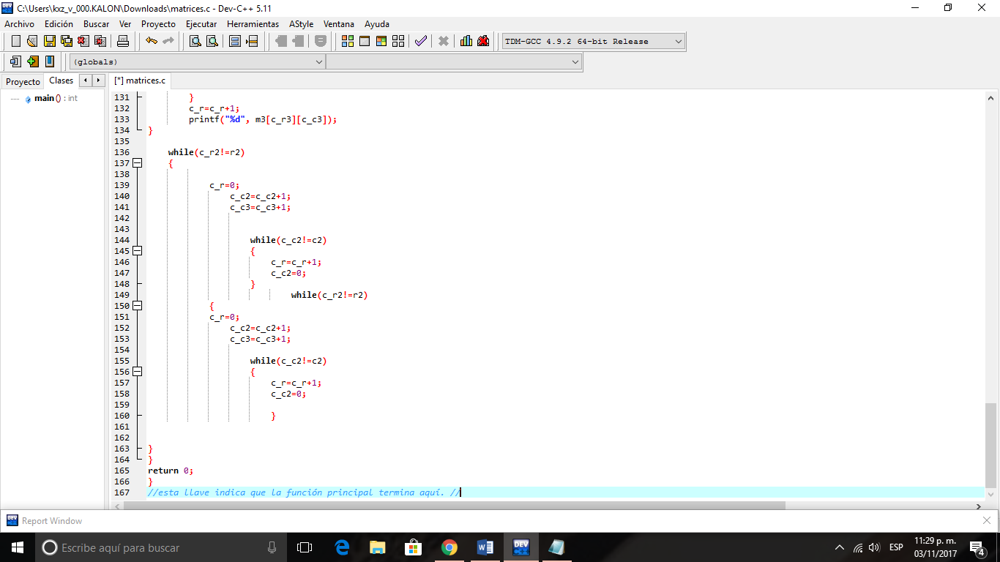 C:\Users\kxz_v_000.KALON\Downloads\matrices.c - Dev-C++ 5.11
Archivo Edición Buscar Ver Proyecto Ejecutar Herramientas AStyle Ventana Ayuda
TDM-GCC 4.9.2 64-bit Release
(globals)
Proyecto Clases [*] matrices.c
main () : int
131 }
132 c_r=c_r+1;
133 printf("%d", m3[c_r3][c_c3]);
134 }
135
136 while(c_r2!=r2)
137 {
138
139 c_r=0;
140 c_c2=c_c2+1;
141 c_c3=c_c3+1;
142
143
144 while(c_c2!=c2)
145 {
146 c_r=c_r+1;
147 c_c2=0;
148 }
149 while(c_r2!=r2)
150 {
151 c_r=0;
152 c_c2=c_c2+1;
153 c_c3=c_c3+1;
154
155 while(c_c2!=c2)
156 {
157 c_r=c_r+1;
158 c_c2=0;
159
160 }
161
162
163 }
164 }
165 return 0;
166 }
167 //esta llave indica que la función principal termina aquí. //
Report Window
Escribe aquí para buscar
ESP
11:29 p. m.
03/11/2017
4